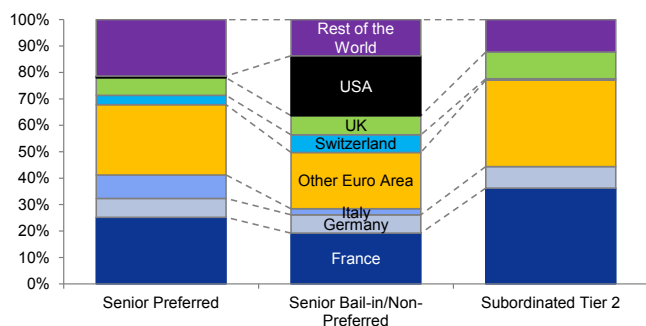 100%
90%
80%
70%
60%
50%
40%
30%
20%
10%
0%
Rest of the
World
USA
UK
Switzerland
Other Euro Area
Italy
Germany
France
Senior Preferred
Senior Bail-in/Non-
Preferred
Subordinated Tier 2